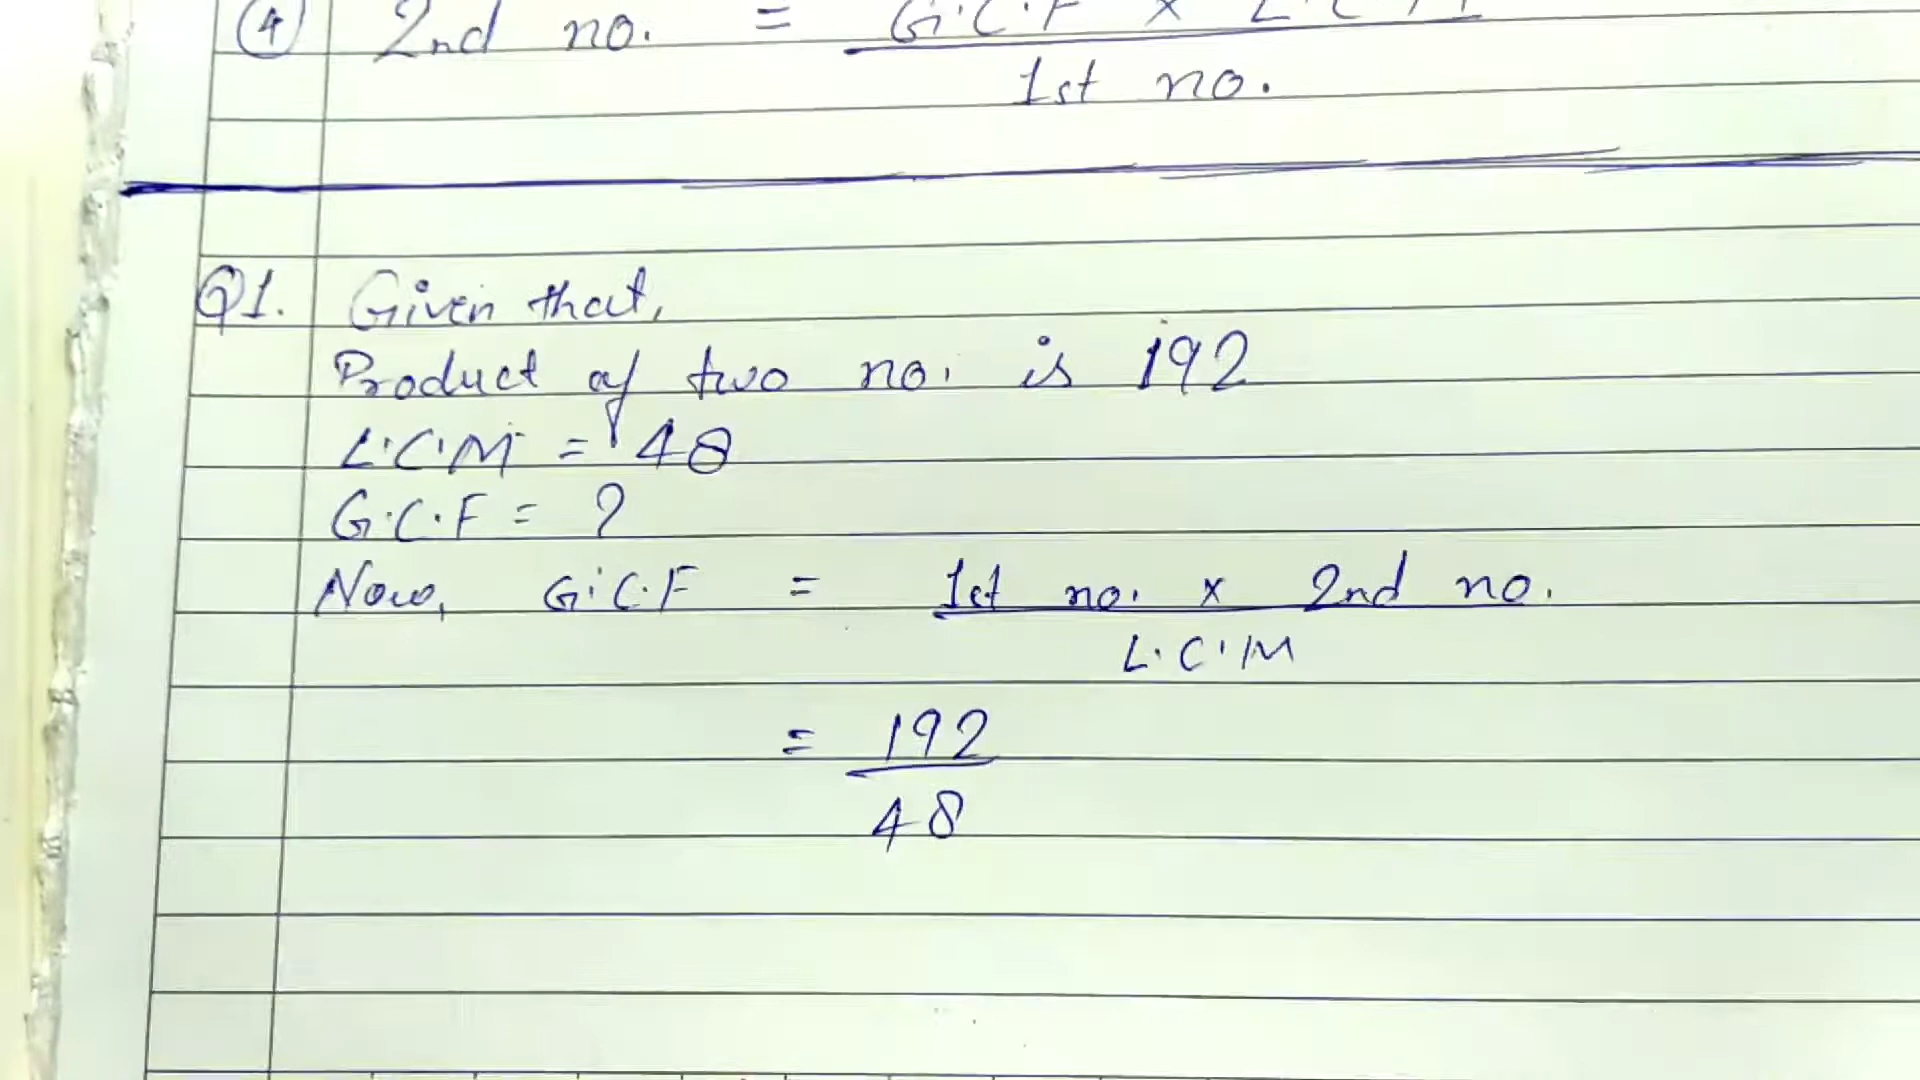 ④ 2nd no. = G.C.F × L.C.M
1st no.
Q1. Given that,
Product of two no. is 192
L.C.M = 48
G.C.F = ?
Now, G.C.F = 1st no. × 2nd no.
L.C.M
= 192
48